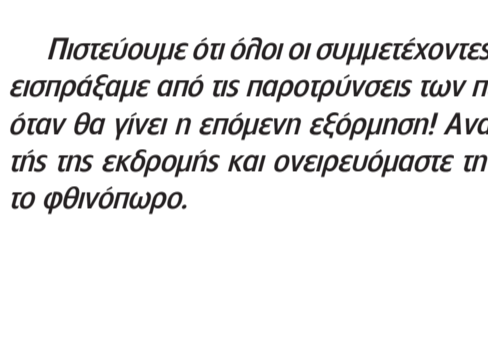 Πιστεύουμε ότι όλοι οι συμμετέχοντες
εισπράξαμε από τις παροτρύνσεις των π
όταν θα γίνει η επόμενη εξόρμηση! Ανα
τής της εκδρομής και ονειρευόμαστε τη
το φθινόπωρο.